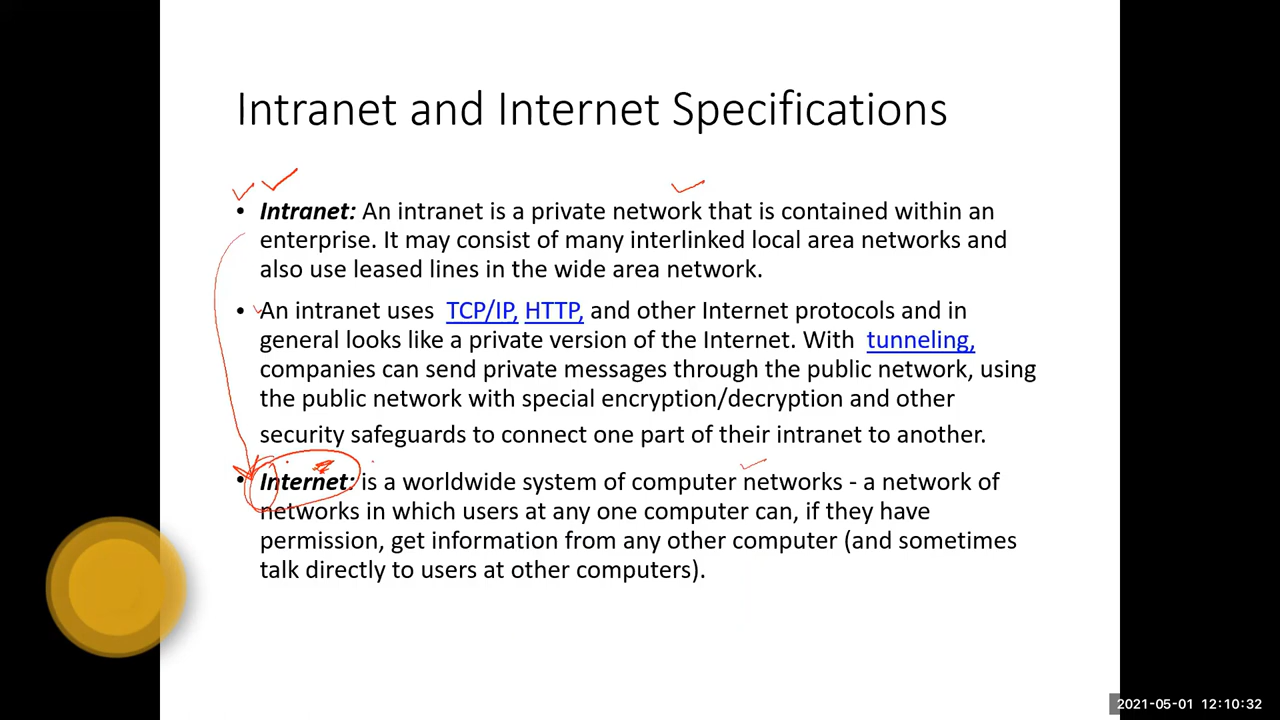 Intranet and Internet Specifications
• Intranet: An intranet is a private network that is contained within an
enterprise. It may consist of many interlinked local area networks and
also use leased lines in the wide area network.
• An intranet uses TCP/IP, HTTP, and other Internet protocols and in
general looks like a private version of the Internet. With tunneling,
companies can send private messages through the public network, using
the public network with special encryption/decryption and other
security safeguards to connect one part of their intranet to another.
• Internet: is a worldwide system of computer networks - a network of
networks in which users at any one computer can, if they have
permission, get information from any other computer (and sometimes
talk directly to users at other computers).
2021-05-01 12:10:32